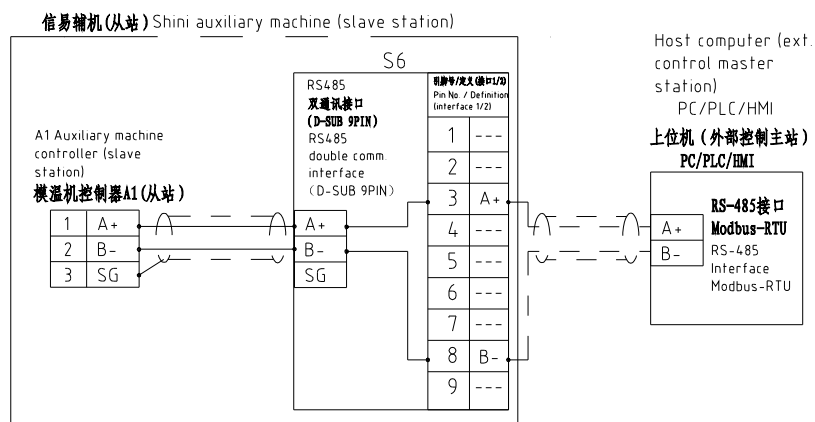 信易辅机(从站)Shini auxiliary machine (slave station)
S6
RS485
双通讯接口
(D-SUB 9PIN)
RS485
double comm.
interface
(D-SUB 9PIN)
引脚号/定义(接口1/2)
Pin No. / Definition
(interface 1/2)
1 ---
2 ---
3 A+
4 ---
5 ---
6 ---
7 ---
8 B-
9 ---
A1 Auxiliary machine
controller (slave
station)
模温机控制器A1(从站)
1 A+
2 B-
3 SG
A+
B-
SG
Host computer (ext.
control master
station)
PC/PLC/HMI
上位机(外部控制主站)
PC/PLC/HMI
A+
B-
RS-485接口
Modbus-RTU
RS-485
Interface
Modbus-RTU